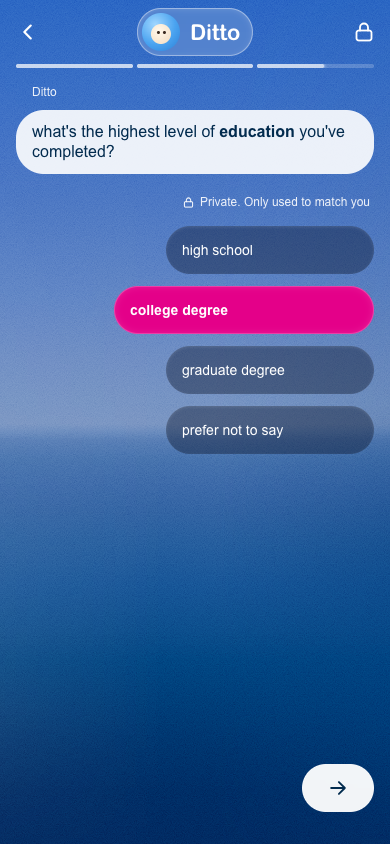 Ditto
Ditto
what's the highest level of education you've
completed?
Private. Only used to match you
high school
college degree
graduate degree
prefer not to say